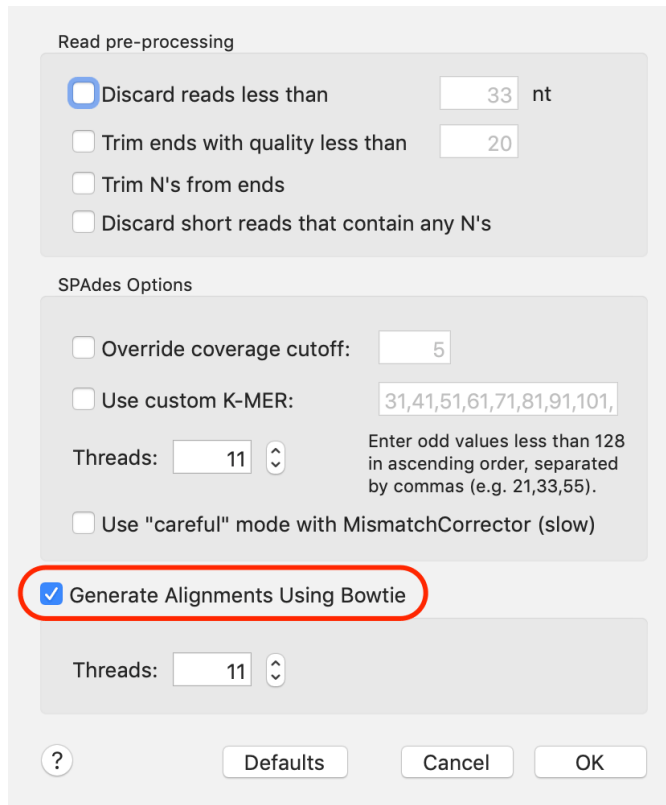 Read pre-processing
Discard reads less than 33 nt
Trim ends with quality less than 20
Trim N's from ends
Discard short reads that contain any N's
SPAdes Options
Override coverage cutoff: 5
Use custom K-MER: 31,41,51,61,71,81,91,101,
Threads: 11
Enter odd values less than 128
in ascending order, separated
by commas (e.g. 21,33,55).
Use "careful" mode with MismatchCorrector (slow)
Generate Alignments Using Bowtie
Threads: 11
? Defaults Cancel OK